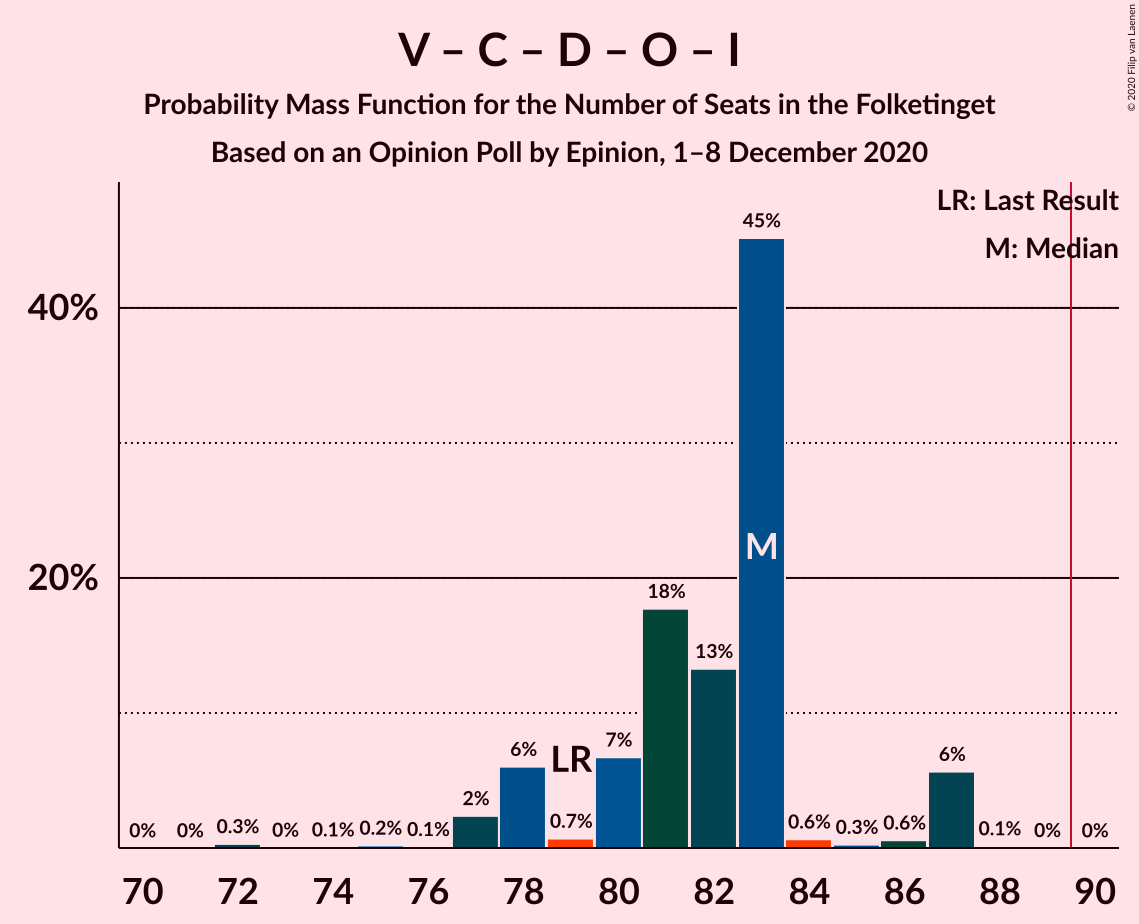 V – C – D – O – I
Probability Mass Function for the Number of Seats in the Folketinget
Based on an Opinion Poll by Epinion, 1–8 December 2020
© 2020 Filip van Laenen
LR: Last Result
M: Median
45%
40%
M
20%
18%
13%
6%
LR
7%
6%
2%
0%
0%
0.3%
0%
0.1%
0.2%
0.1%
0.7%
0.6%
0.3%
0.6%
0.1%
0%
0%
70 72 74 76 78 80 82 84 86 88 90